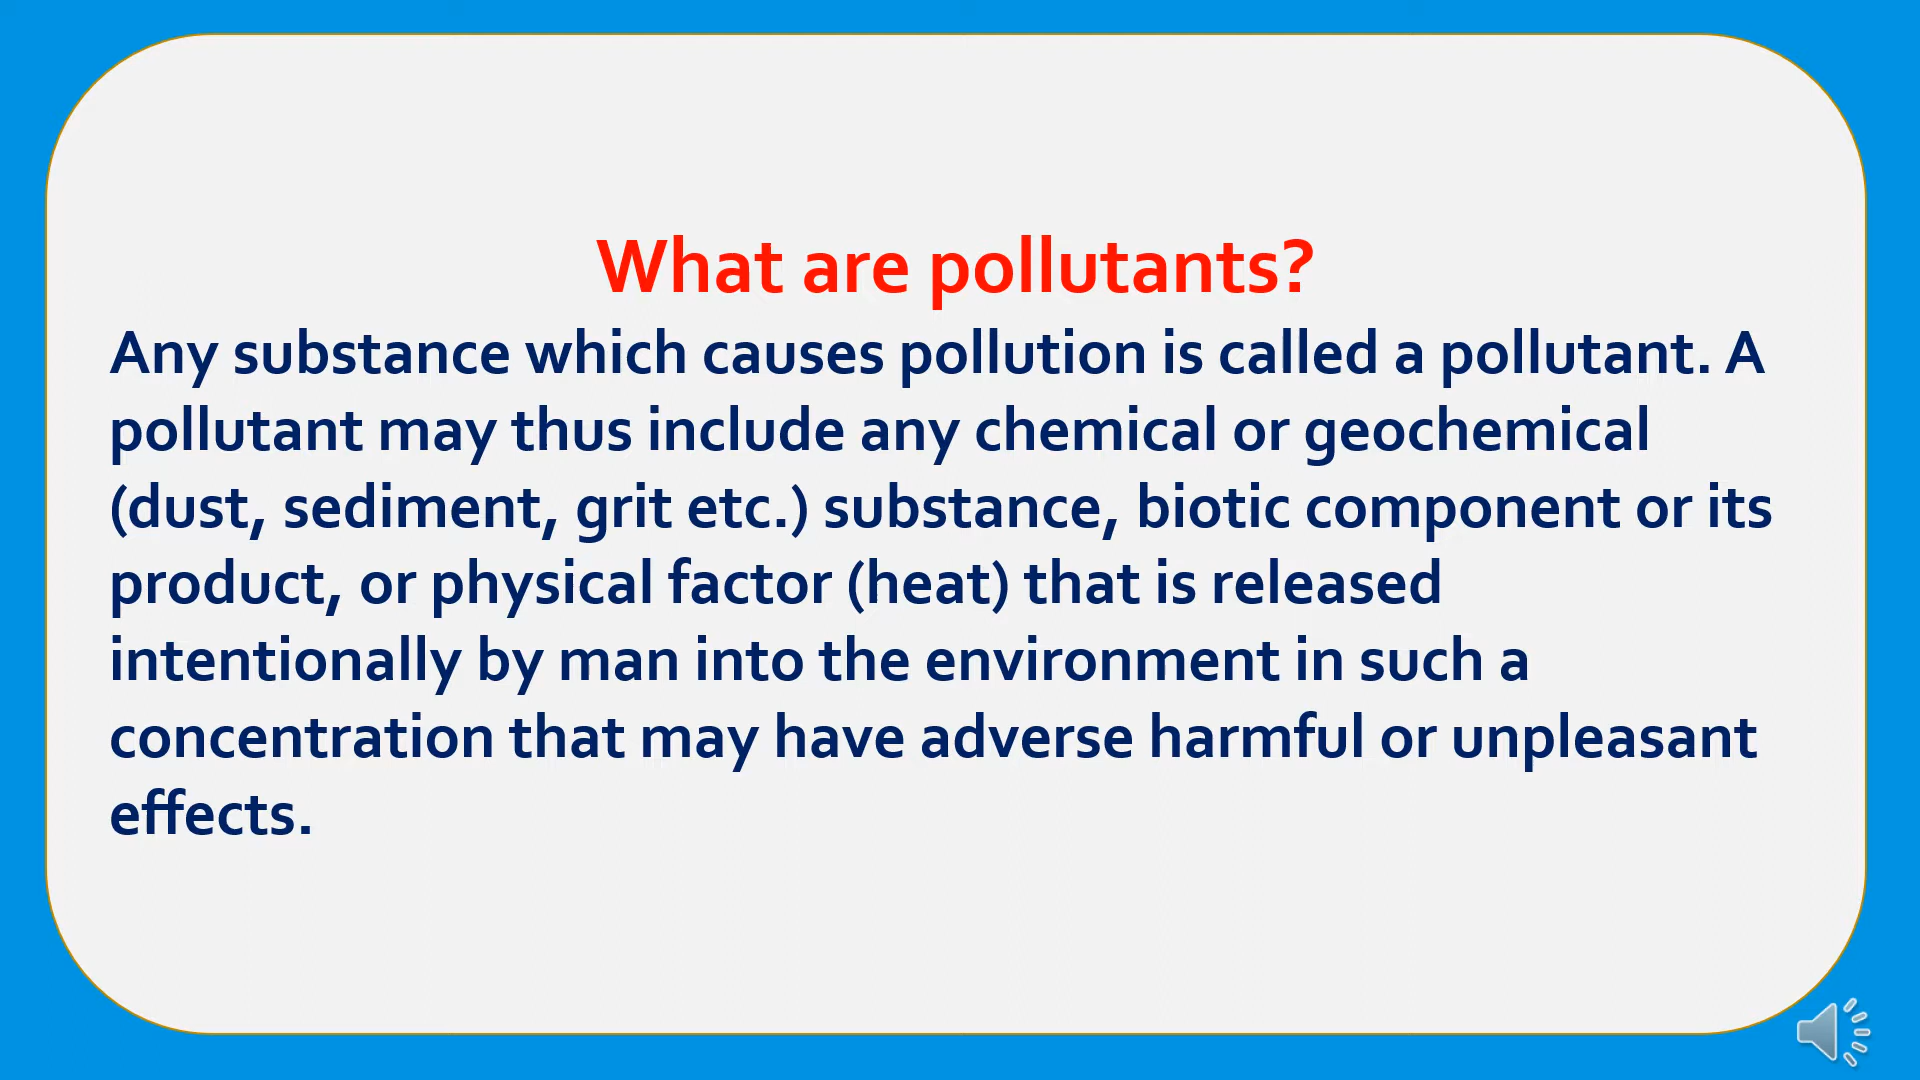 What are pollutants?
Any substance which causes pollution is called a pollutant. A
pollutant may thus include any chemical or geochemical
(dust, sediment, grit etc.) substance, biotic component or its
product, or physical factor (heat) that is released
intentionally by man into the environment in such a
concentration that may have adverse harmful or unpleasant
effects.